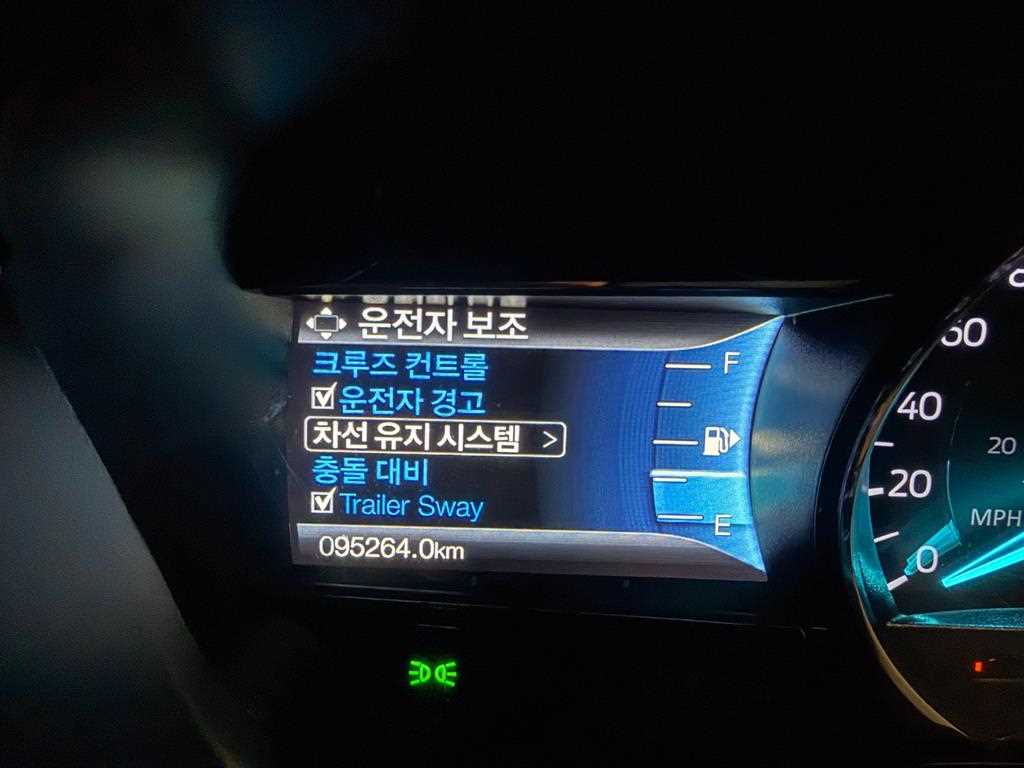 운전자 보조
크루즈 컨트롤
운전자 경고
차선 유지 시스템 >
충돌 대비
Trailer Sway
095264.0km
F
E
60
40
20
0
20
MPH